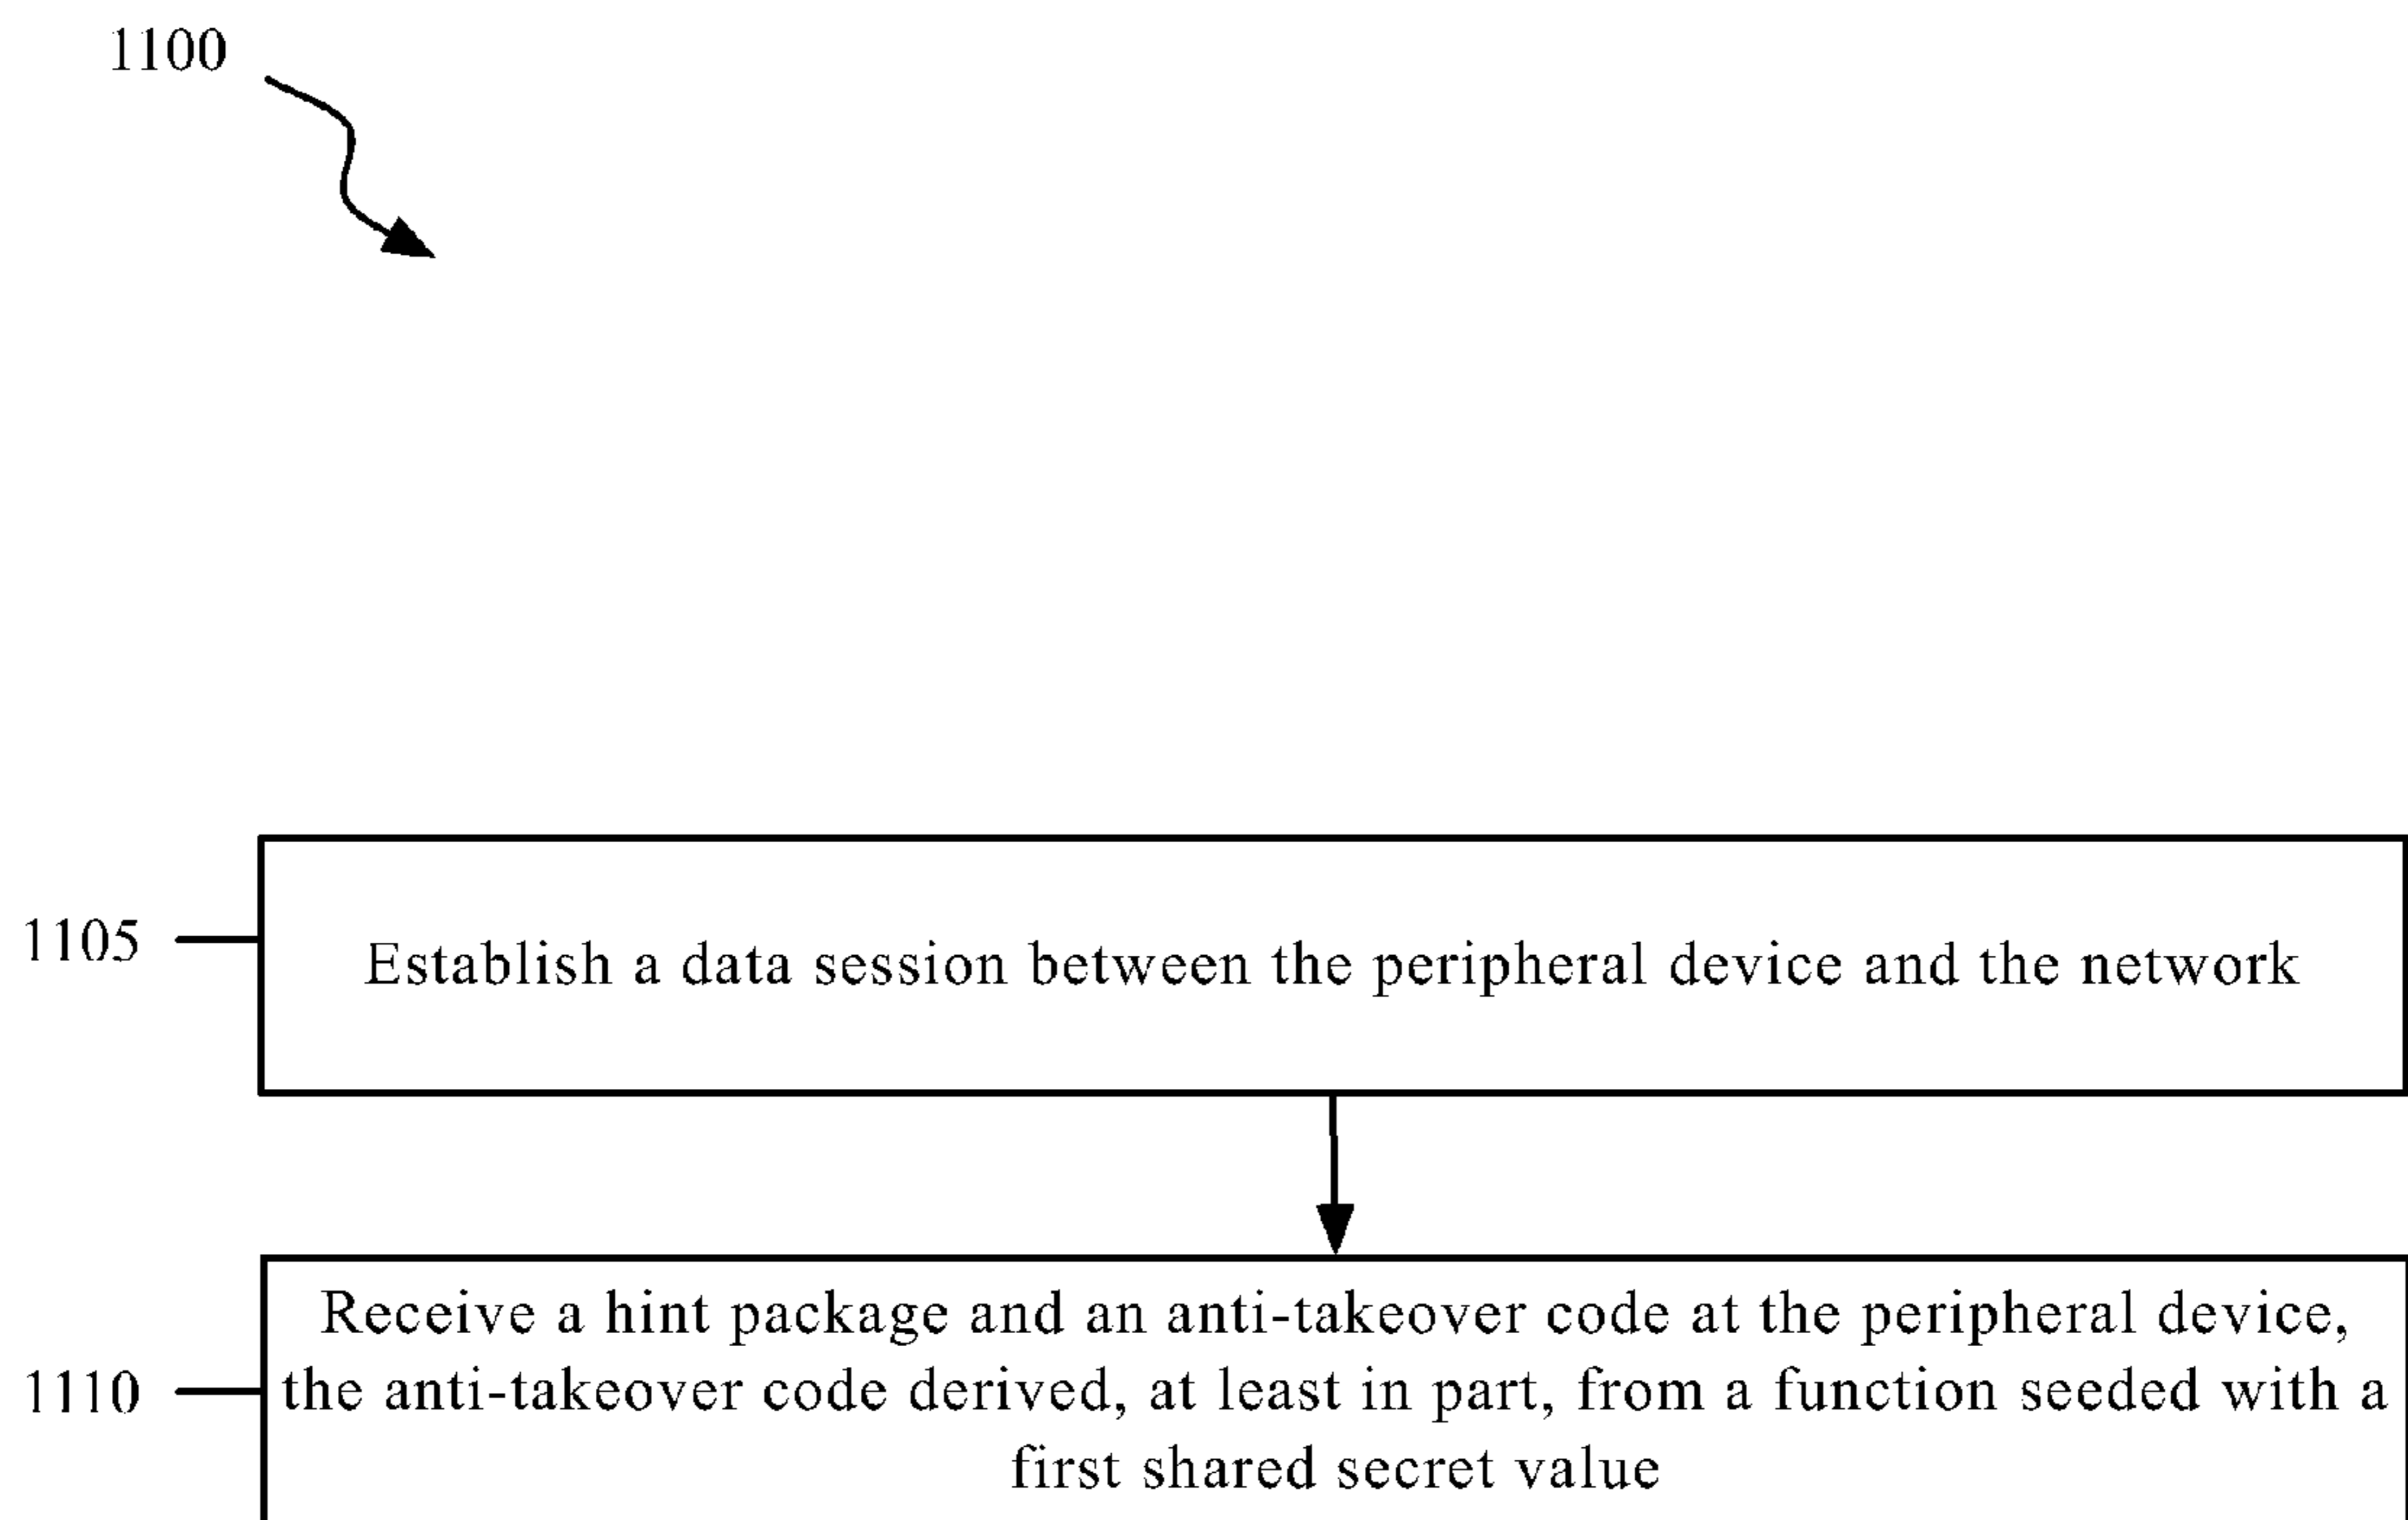 1100
1105
Establish a data session between the peripheral device and the network
Receive a hint package and an anti-takeover code at the peripheral device,
1110
the anti-takeover code derived, at least in part, from a function seeded with a
first shared secret value